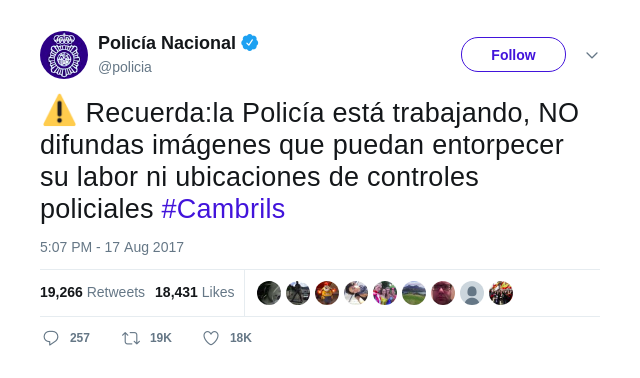 Policía Nacional
@policia
Follow
⚠ Recuerda:la Policía está trabajando, NO
difundas imágenes que puedan entorpecer
su labor ni ubicaciones de controles
policiales #Cambrils
5:07 PM - 17 Aug 2017
19,266 Retweets 18,431 Likes
257 19K 18K